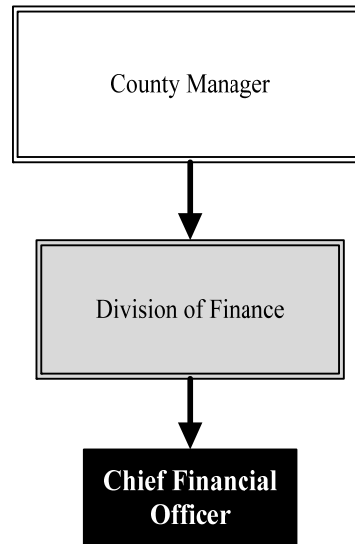 County Manager
Division of Finance
Chief Financial
Officer